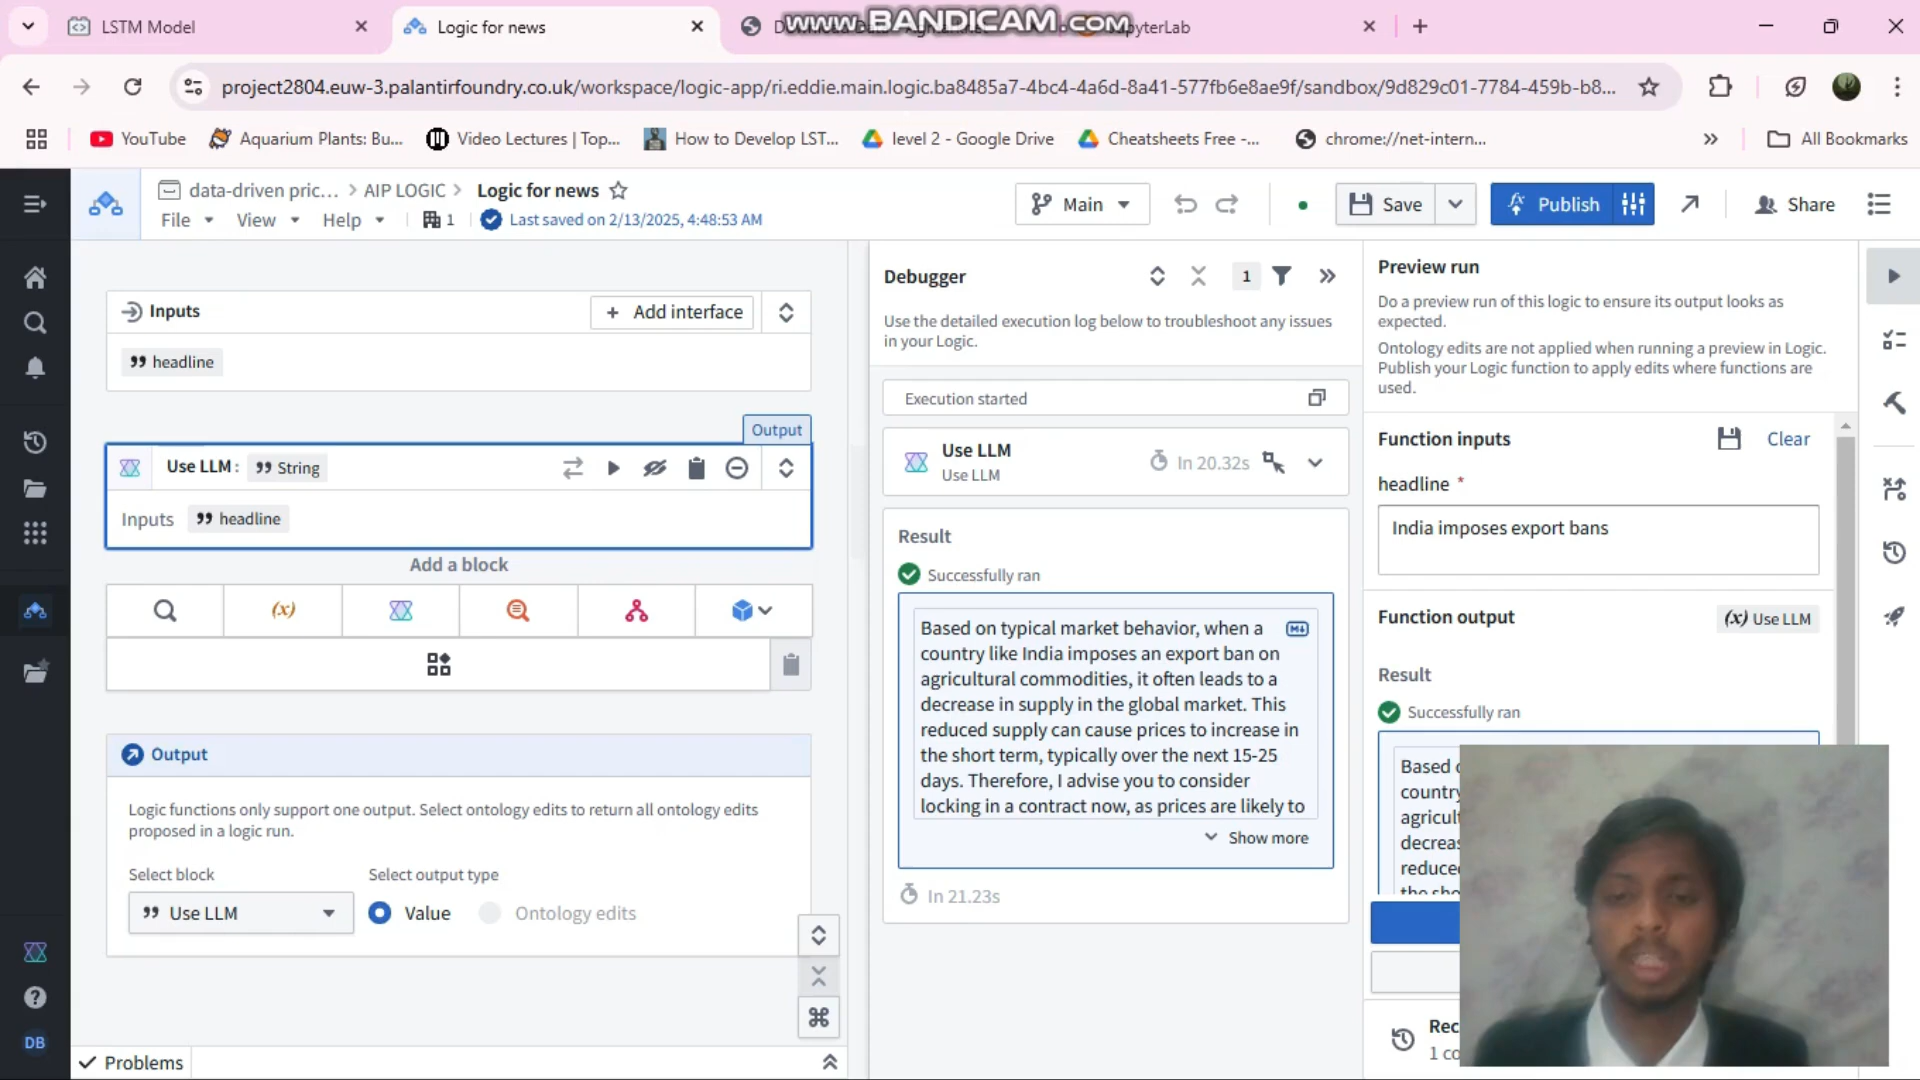 LSTM Model
Logic for news
www.BANDICAM.com
JupyterLab
project2804.euw-3.palantirfoundry.co.uk/workspace/logic-app/ri.eddie.main.logic.ba8485a7-4bc4-4a6d-8a41-577fb6e8ae9f/sandbox/9d829c01-7784-459b-b8...
YouTube
Aquarium Plants: Bu...
Video Lectures | Top...
How to Develop LST...
level 2 - Google Drive
Cheatsheets Free -...
chrome://net-intern...
All Bookmarks
data-driven pric... > AIP LOGIC > Logic for news
File View Help 1 Last saved on 2/13/2025, 4:48:53 AM
Main
Save
Publish
Share
Inputs
+ Add interface
headline
Output
Use LLM : String
Inputs headline
Add a block
(x)
Output
Logic functions only support one output. Select ontology edits to return all ontology edits
proposed in a logic run.
Select block
Select output type
Use LLM
Value
Ontology edits
DB
Problems
Debugger
1
Use the detailed execution log below to troubleshoot any issues
in your Logic.
Execution started
Use LLM
Use LLM
In 20.32s
Result
Successfully ran
Based on typical market behavior, when a
country like India imposes an export ban on
agricultural commodities, it often leads to a
decrease in supply in the global market. This
reduced supply can cause prices to increase in
the short term, typically over the next 15-25
days. Therefore, I advise you to consider
locking in a contract now, as prices are likely to
Show more
In 21.23s
Preview run
Do a preview run of this logic to ensure its output looks as
expected.
Ontology edits are not applied when running a preview in Logic.
Publish your Logic function to apply edits where functions are
used.
Function inputs
Clear
headline *
India imposes export bans
Function output
(x) Use LLM
Result
Successfully ran
Based
country
agricult
decreas
reduced
the sho
Rec
1 co